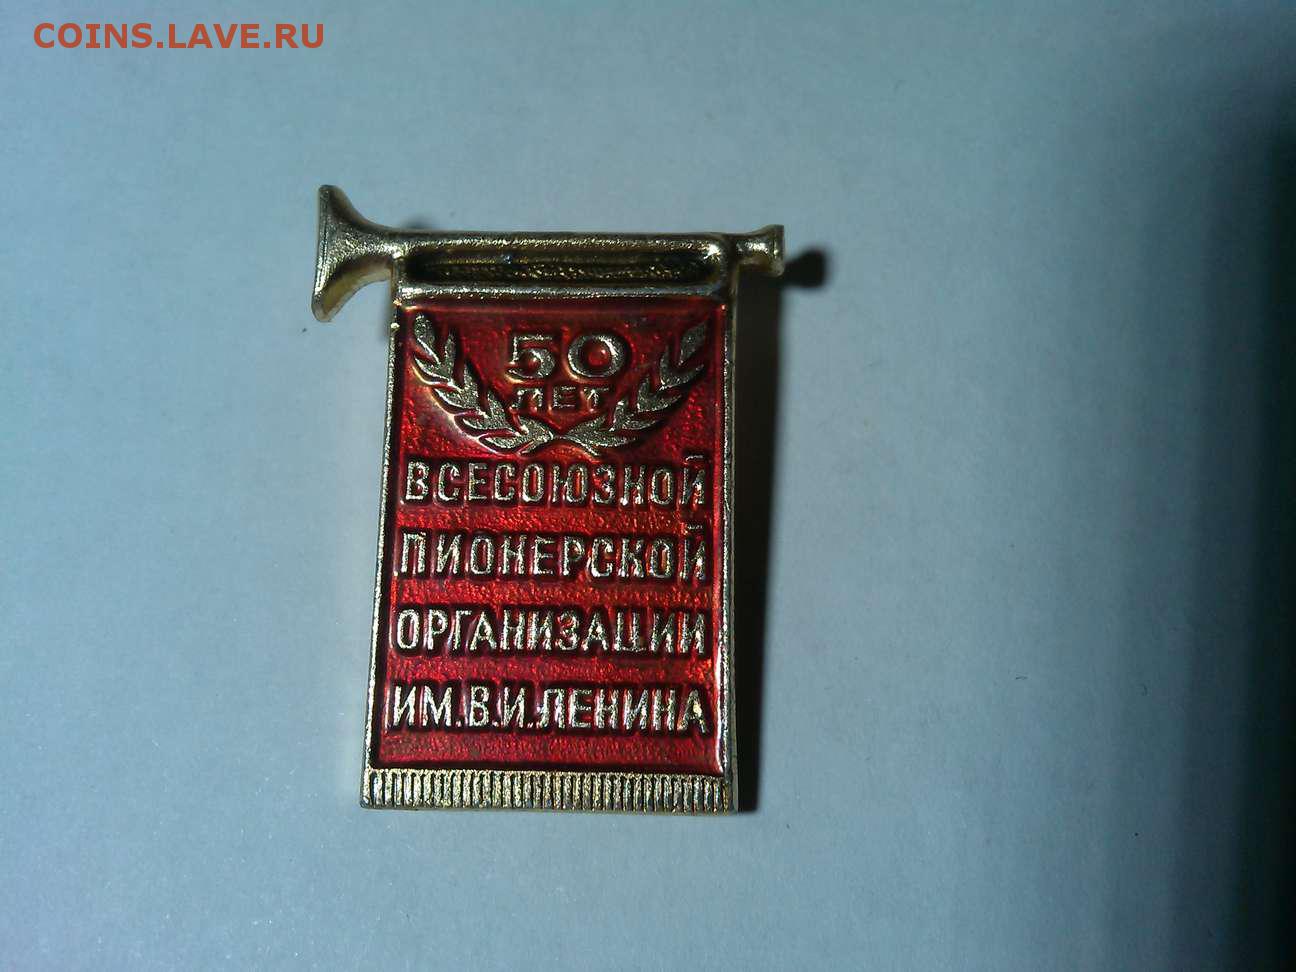 COINS.LAVE.RU
50
ЛЕТ
ВСЕСОЮЗНОЙ
ПИОНЕРСКОЙ
ОРГАНИЗАЦИИ
ИМ.В.И.ЛЕНИНА